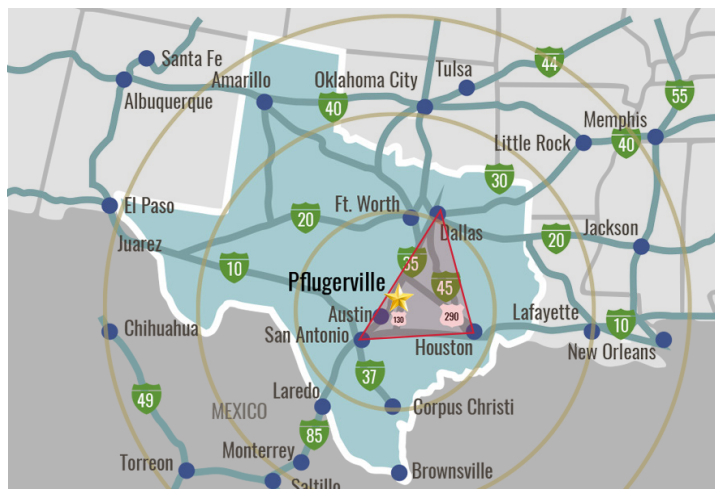 Santa Fe
Tulsa
44
Albuquerque
Amarillo
Oklahoma City
40
55
Memphis
Little Rock
40
30
El Paso
Ft. Worth
20
Dallas
20
Jackson
Juarez
10
35
45
Pflugerville
Chihuahua
Austin
130
290
San Antonio
Houston
Lafayette
10
New Orleans
37
49
Laredo
MEXICO
Corpus Christi
85
Monterrey
Torreon
Brownsville
Saltillo